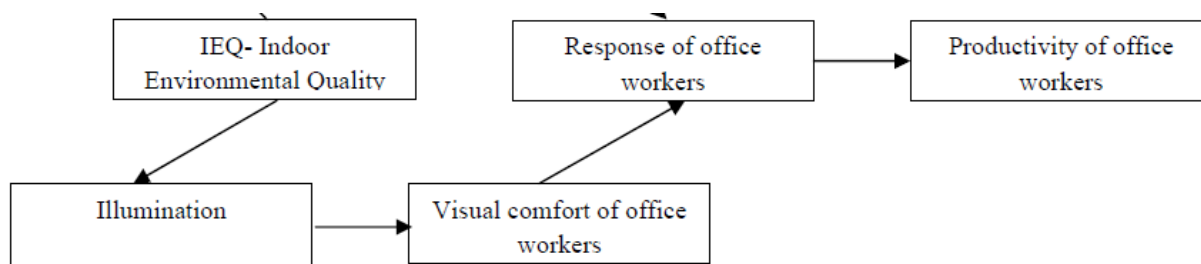 IEQ- Indoor
Environmental Quality
Response of office
workers
Productivity of office
workers
Illumination
Visual comfort of office
workers